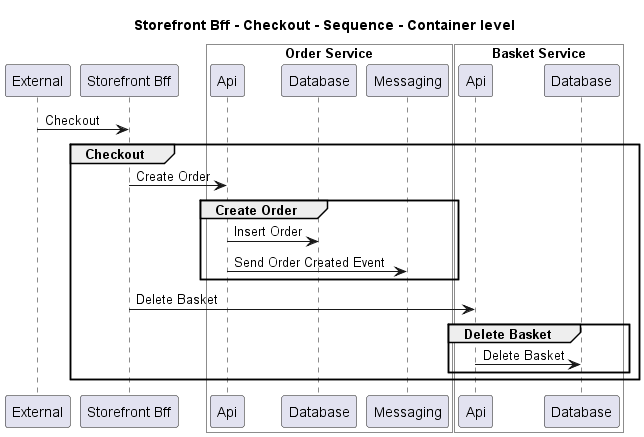 Storefront Bff - Checkout - Sequence - Container level
Order Service
Basket Service
External
Storefront Bff
Api
Database
Messaging
Api
Database
Checkout
Checkout
Create Order
Create Order
Insert Order
Send Order Created Event
Delete Basket
Delete Basket
Delete Basket
External
Storefront Bff
Api
Database
Messaging
Api
Database